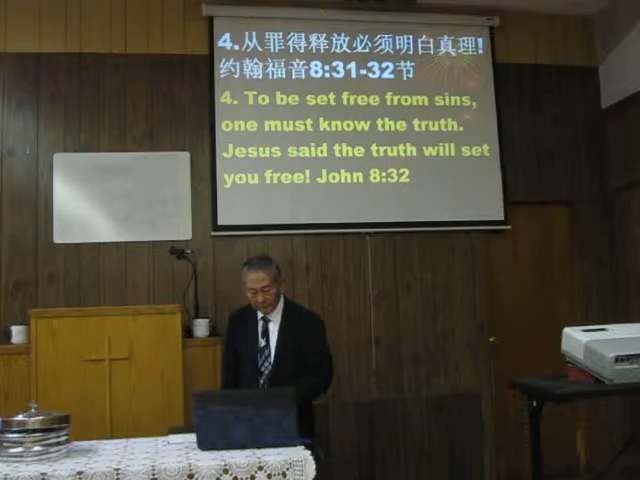 4.从罪得释放必须明白真理!
约翰福音8:31-32节
4. To be set free from sins,
one must know the truth.
Jesus said the truth will set
you free! John 8:32